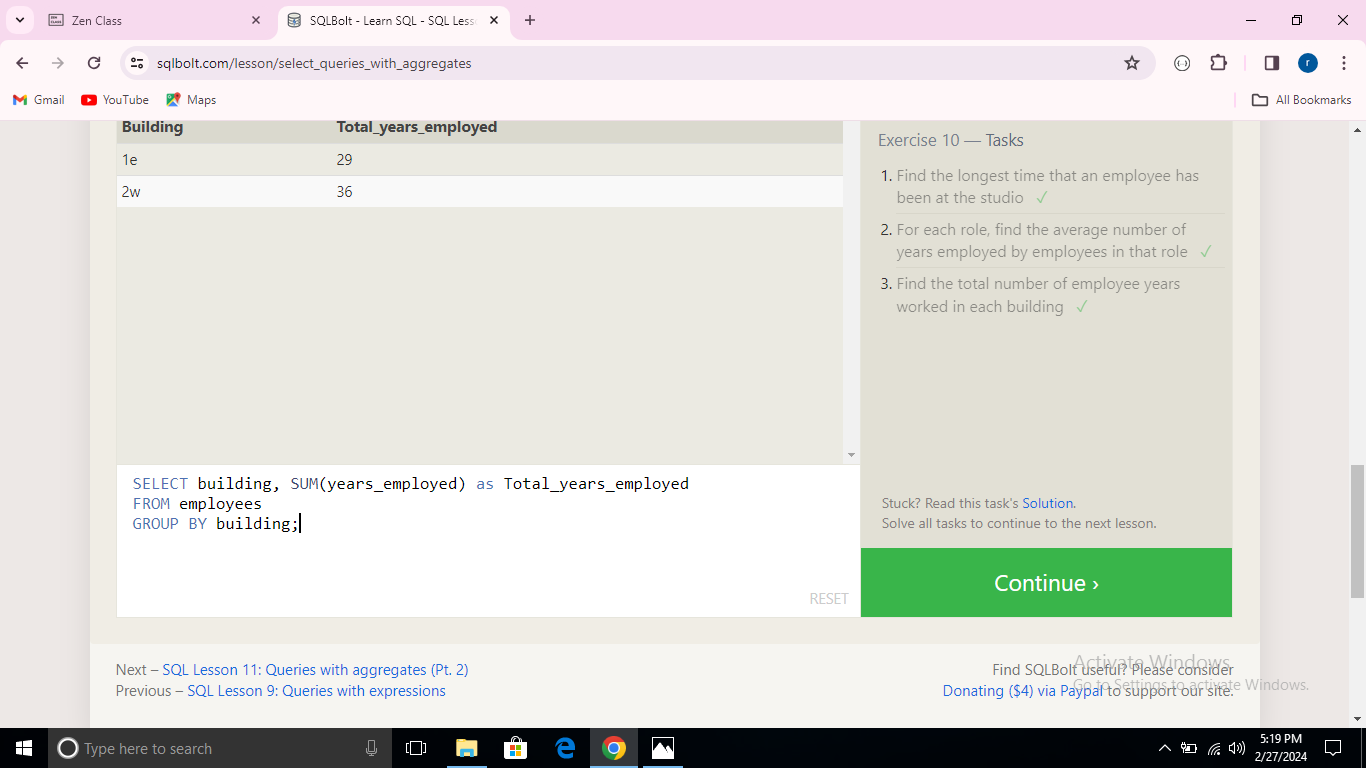 Zen Class
SQLBolt - Learn SQL - SQL Less
sqlbolt.com/lesson/select_queries_with_aggregates
r
Gmail YouTube Maps All Bookmarks
Building Total_years_employed
1e 29
2w 36
SELECT building, SUM(years_employed) as Total_years_employed
FROM employees
GROUP BY building;
RESET
Exercise 10 — Tasks
1. Find the longest time that an employee has
been at the studio ✓
2. For each role, find the average number of
years employed by employees in that role ✓
3. Find the total number of employee years
worked in each building ✓
Stuck? Read this task's Solution.
Solve all tasks to continue to the next lesson.
Continue ›
Next – SQL Lesson 11: Queries with aggregates (Pt. 2)
Previous – SQL Lesson 9: Queries with expressions
Find SQLBolt useful? Please consider
Donating ($4) via Paypal to support our site.
Activate Windows
Go to Settings to activate Windows.
Type here to search
5:19 PM
2/27/2024